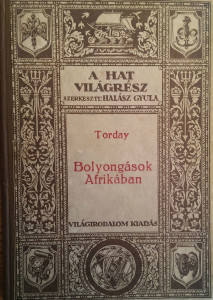 A HAT
VILÁGRÉSZ
SZERKESZTI: HALÁSZ GYULA
Torday
Bolyongások
Afrikában
VILÁGIRODALOM KIADÁS